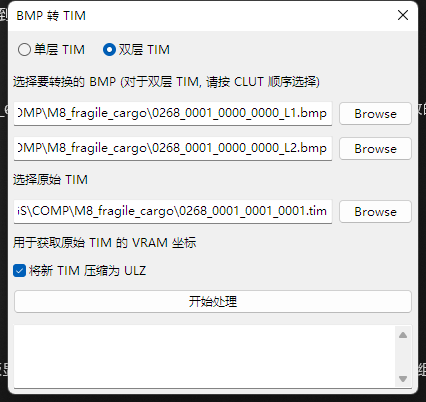 BMP 转 TIM
单层 TIM 双层 TIM
选择要转换的 BMP (对于双层 TIM, 请按 CLUT 顺序选择)
OMP\M8_fragile_cargo\0268_0001_0000_0000_L1.bmp Browse
OMP\M8_fragile_cargo\0268_0001_0000_0000_L2.bmp Browse
选择原始 TIM
iS\COMP\M8_fragile_cargo\0268_0001_0001_0001.tim Browse
用于获取原始 TIM 的 VRAM 坐标
将新 TIM 压缩为 ULZ
开始处理